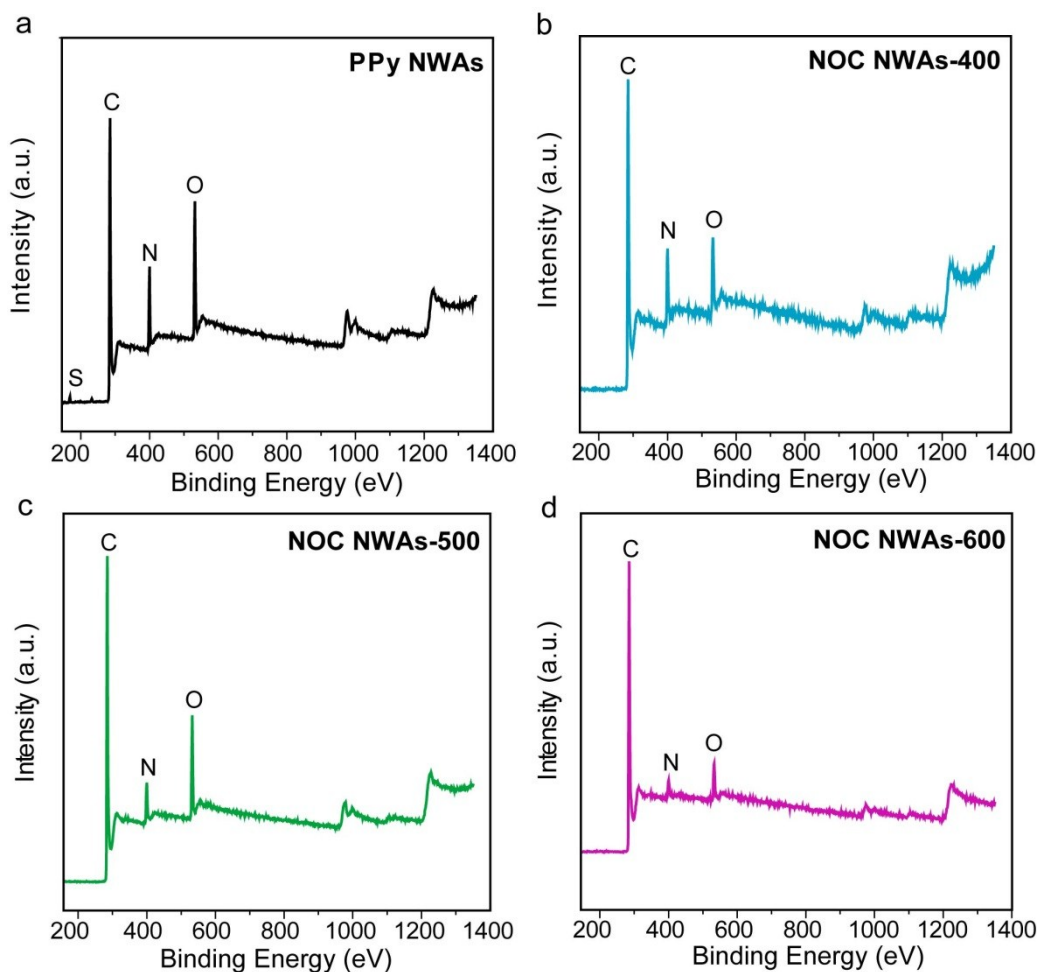 a
PPy NWAs
C
O
N
S
Intensity (a.u.)
200 400 600 800 1000 1200 1400
Binding Energy (eV)
b
NOC NWAs-400
C
N
O
Intensity (a.u.)
200 400 600 800 1000 1200 1400
Binding Energy (eV)
c
NOC NWAs-500
C
O
N
Intensity (a.u.)
200 400 600 800 1000 1200 1400
Binding Energy (eV)
d
NOC NWAs-600
C
N
O
Intensity (a.u.)
200 400 600 800 1000 1200 1400
Binding Energy (eV)